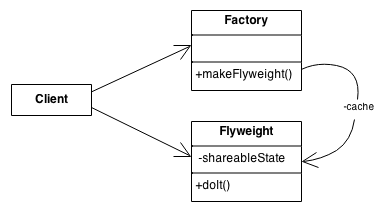 Factory
+makeFlyweight()
Client
-cache
Flyweight
-shareableState
+doIt()